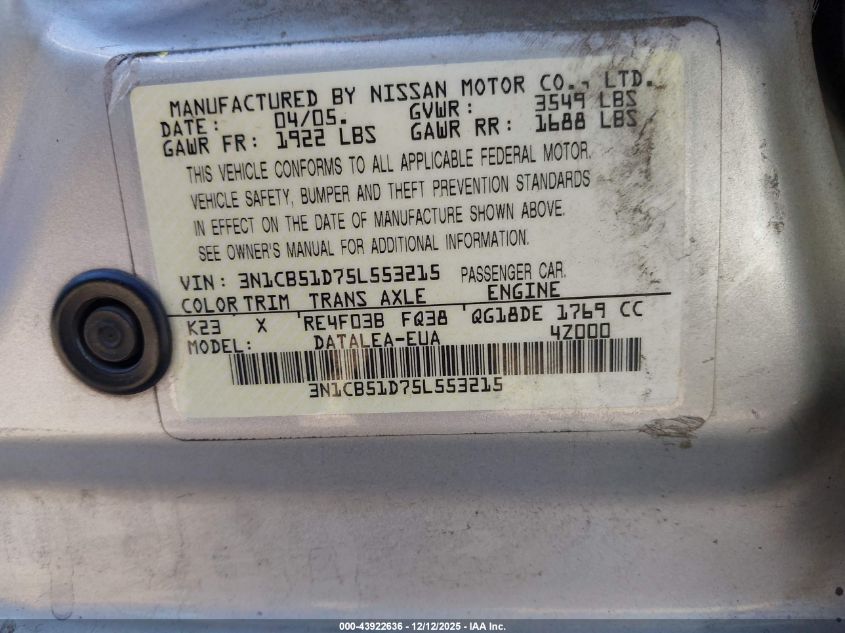 MANUFACTURED BY NISSAN MOTOR CO., LTD.
DATE: 04/05. GVWR: 3549 LBS
GAWR FR: 1922 LBS GAWR RR: 1688 LBS
THIS VEHICLE CONFORMS TO ALL APPLICABLE FEDERAL MOTOR
VEHICLE SAFETY, BUMPER AND THEFT PREVENTION STANDARDS
IN EFFECT ON THE DATE OF MANUFACTURE SHOWN ABOVE.
SEE OWNER'S MANUAL FOR ADDITIONAL INFORMATION.
VIN: 3N1CB51D75L553215 PASSENGER CAR.
COLOR TRIM TRANS AXLE ENGINE
K23 X RE4F03B FQ38 QG18DE 1769 CC
MODEL: DATALEA-EUA 4Z000
3N1CB51D75L553215
000-43922636 - 12/12/2025 - IAA Inc.